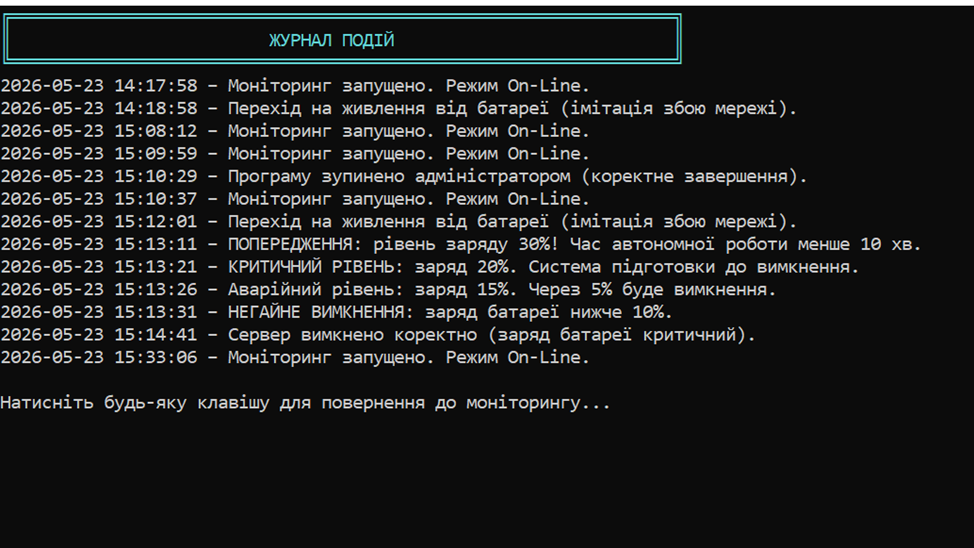 ЖУРНАЛ ПОДІЙ
2026-05-23 14:17:58 – Моніторинг запущено. Режим On-Line.
2026-05-23 14:18:58 – Перехід на живлення від батареї (імітація збою мережі).
2026-05-23 15:08:12 – Моніторинг запущено. Режим On-Line.
2026-05-23 15:09:59 – Моніторинг запущено. Режим On-Line.
2026-05-23 15:10:29 – Програму зупинено адміністратором (коректне завершення).
2026-05-23 15:10:37 – Моніторинг запущено. Режим On-Line.
2026-05-23 15:12:01 – Перехід на живлення від батареї (імітація збою мережі).
2026-05-23 15:13:11 – ПОПЕРЕДЖЕННЯ: рівень заряду 30%! Час автономної роботи менше 10 хв.
2026-05-23 15:13:21 – КРИТИЧНИЙ РІВЕНЬ: заряд 20%. Система підготовки до вимкнення.
2026-05-23 15:13:26 – Аварійний рівень: заряд 15%. Через 5% буде вимкнення.
2026-05-23 15:13:31 – НЕГАЙНЕ ВИМКНЕННЯ: заряд батареї нижче 10%.
2026-05-23 15:14:41 – Сервер вимкнено коректно (заряд батареї критичний).
2026-05-23 15:33:06 – Моніторинг запущено. Режим On-Line.
Натисніть будь-яку клавішу для повернення до моніторингу...